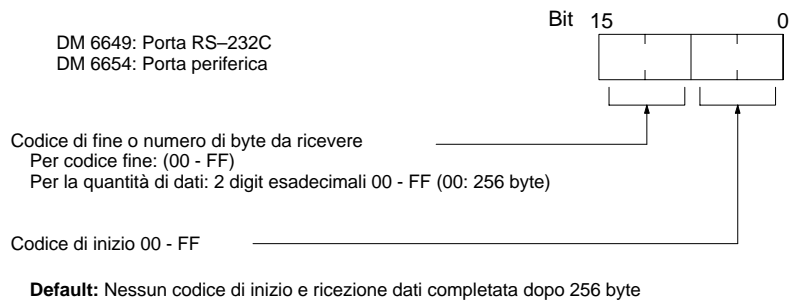 Bit 15 0
DM 6649: Porta RS–232C
DM 6654: Porta periferica
Codice di fine o numero di byte da ricevere
Per codice fine: (00 - FF)
Per la quantità di dati: 2 digit esadecimali 00 - FF (00: 256 byte)
Codice di inizio 00 - FF
Default: Nessun codice di inizio e ricezione dati completata dopo 256 byte